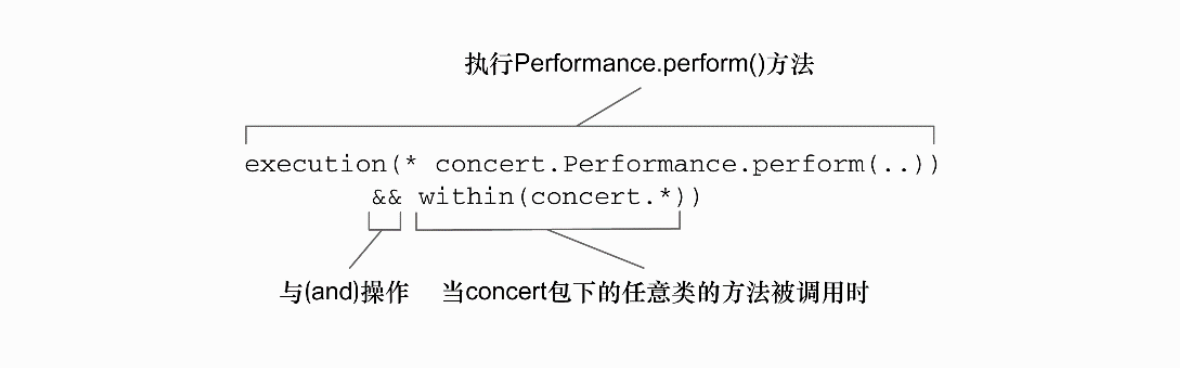 执行Performance.perform()方法
execution(* concert.Performance.perform(..))
&& within(concert.*))
与(and)操作 当concert包下的任意类的方法被调用时